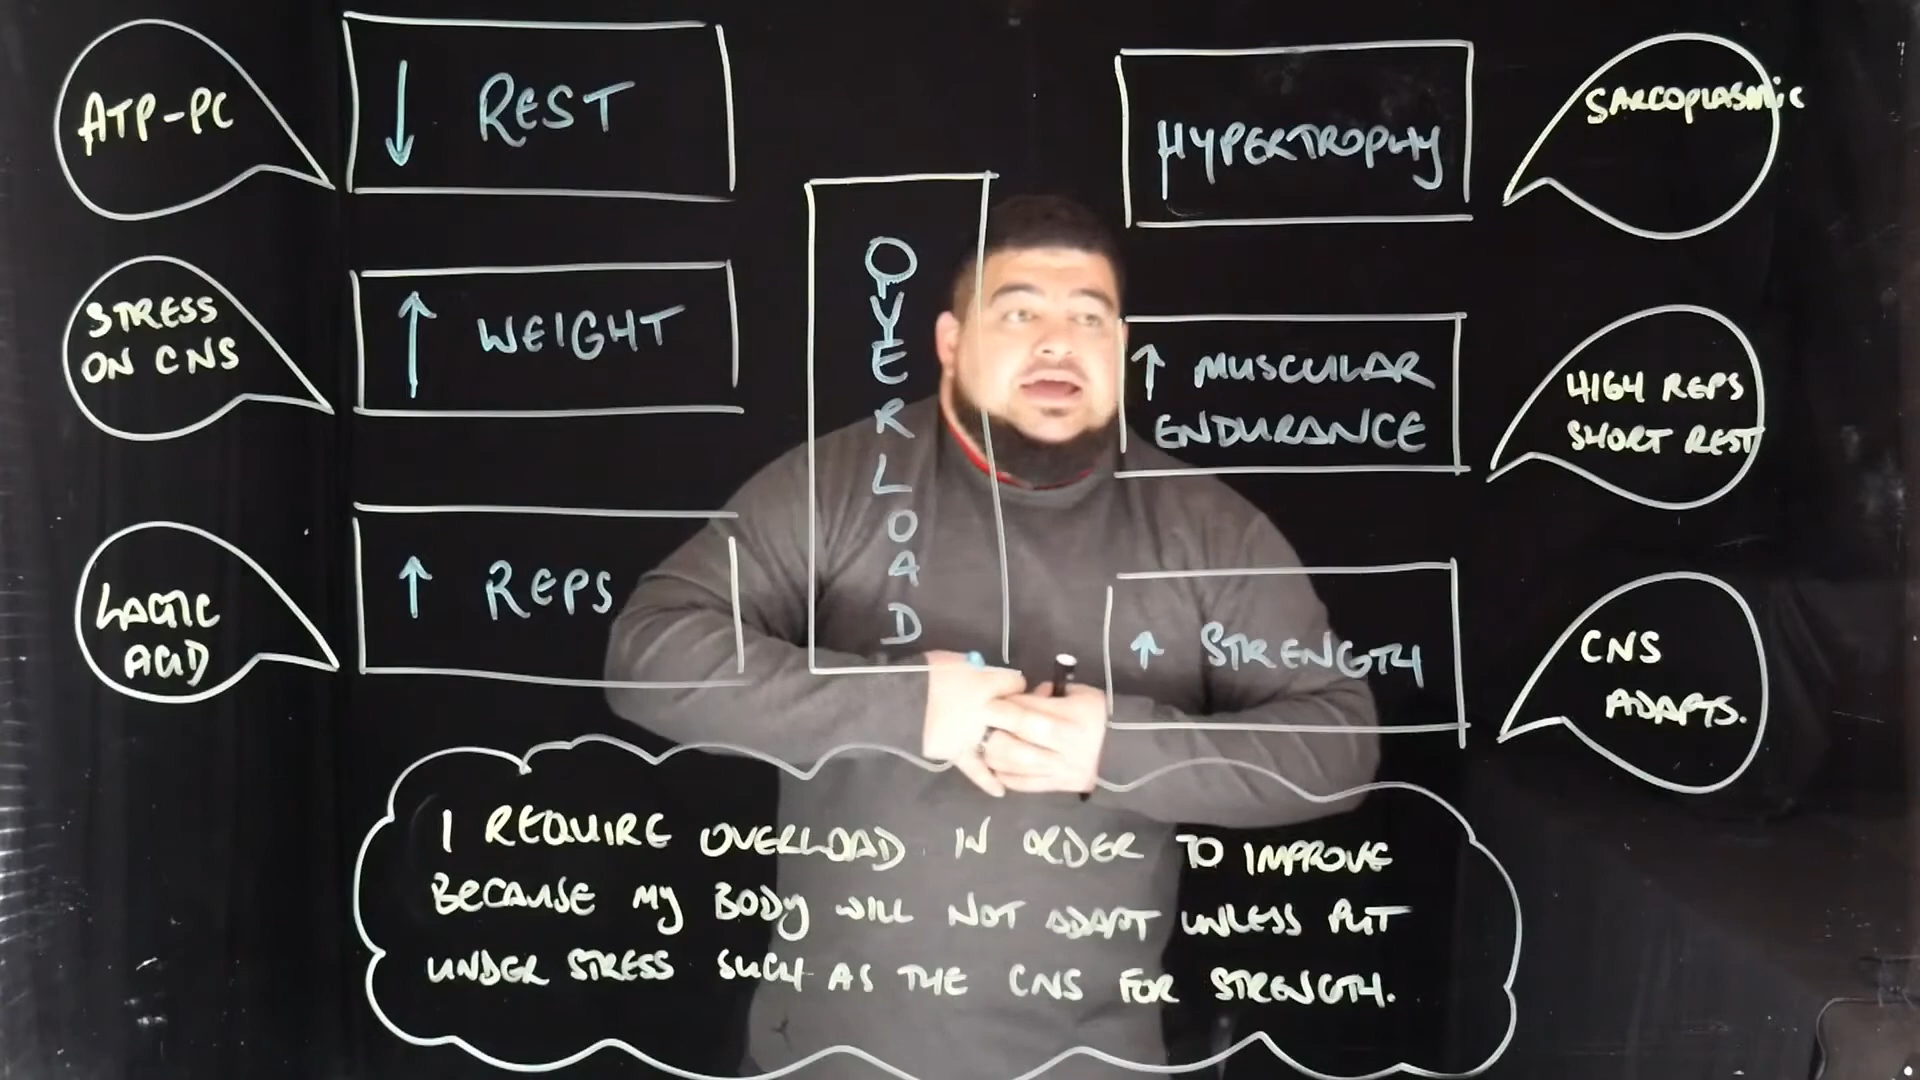 ATP-PC
↓ REST
STRESS
ON CNS
↑ WEIGHT
LACTIC
ACID
↑ REPS
OVERLOAD
HYPERTROPHY
SARCOPLASMIC
↑ MUSCULAR
ENDURANCE
HIGH REPS
SHORT REST
↑ STRENGTH
CNS
ADAPTS.
I REQUIRE OVERLOAD IN ORDER TO IMPROVE
BECAUSE MY BODY WILL NOT ADAPT UNLESS PUT
UNDER STRESS SUCH AS THE CNS FOR STRENGTH.